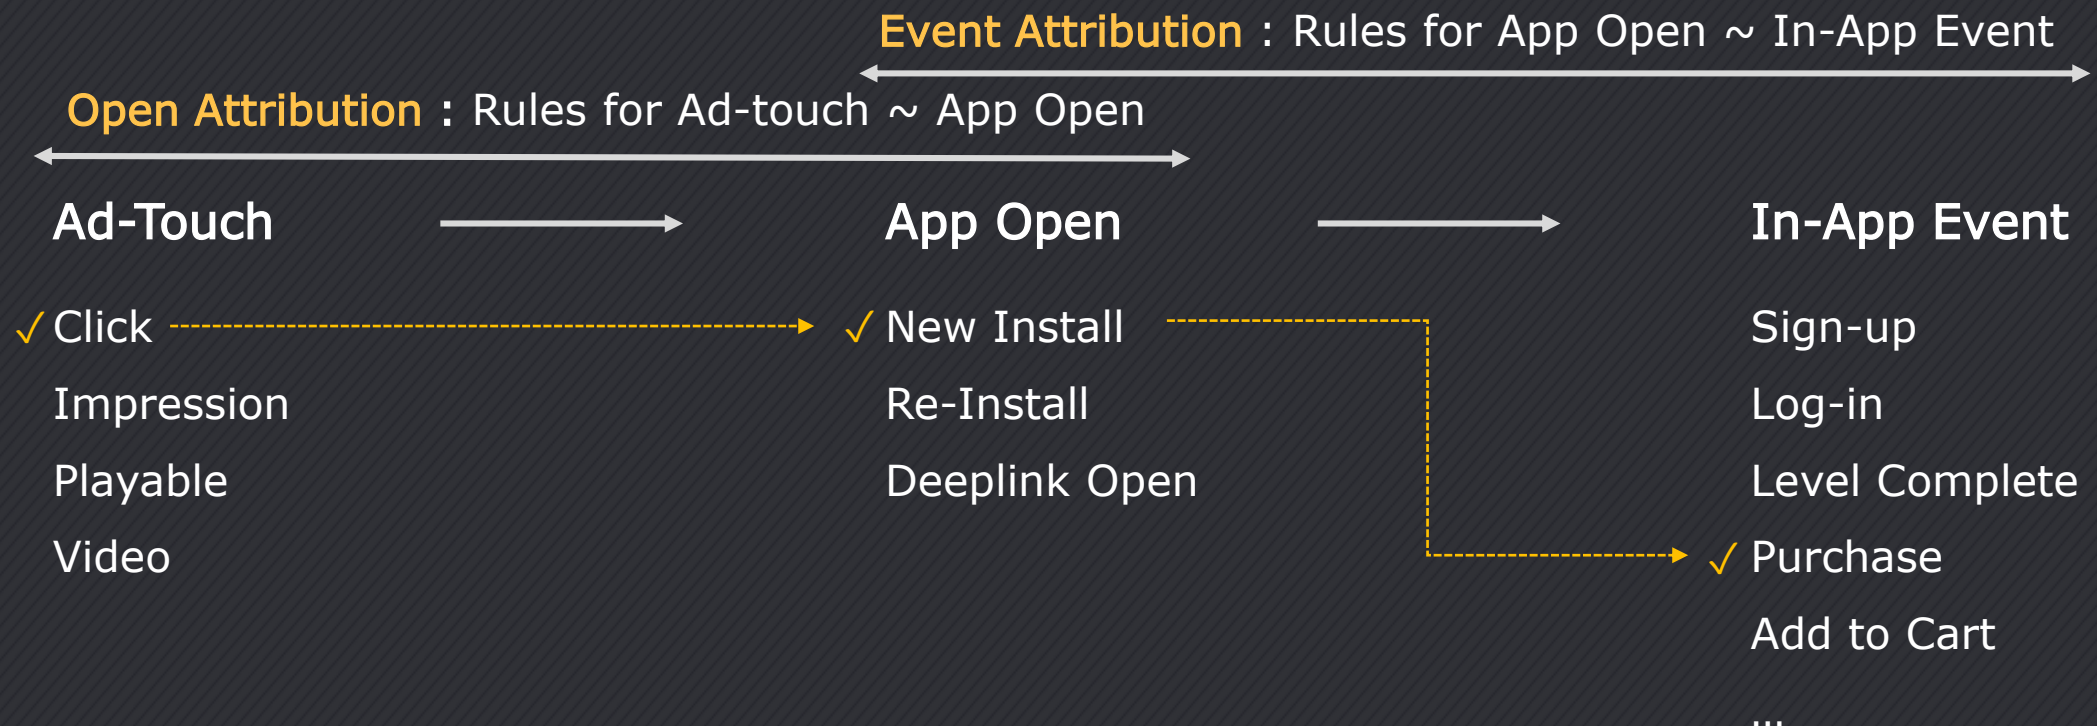 Event Attribution : Rules for App Open ~ In-App Event
Open Attribution : Rules for Ad-touch ~ App Open
Ad-Touch
App Open
In-App Event
✓ Click
✓ New Install
Sign-up
Impression
Re-Install
Log-in
Playable
Deeplink Open
Level Complete
Video
✓ Purchase
Add to Cart
...